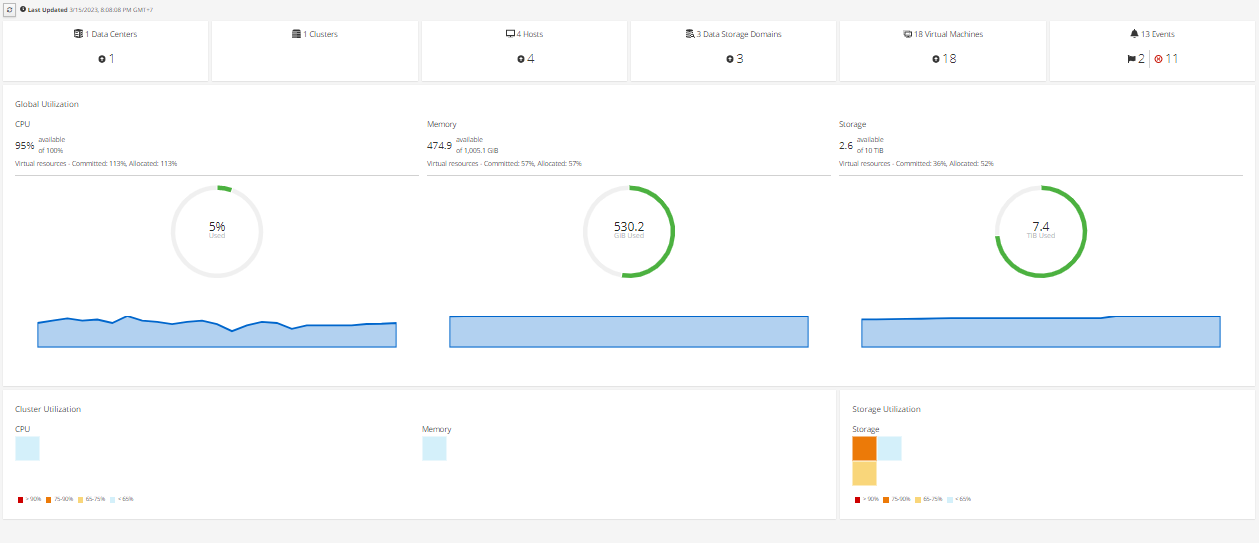 Last Updated 3/15/2023, 8:08:08 PM GMT+7
1 Data Centers
1 Clusters
4 Hosts
3 Data Storage Domains
18 Virtual Machines
13 Events
1
4
3
18
2
11
Global Utilization
CPU
95% available of 100%
Virtual resources - Committed: 113%, Allocated: 113%
5%
Used
Memory
474.9 available of 1,005.1 GiB
Virtual resources - Committed: 57%, Allocated: 57%
530.2
GiB Used
Storage
2.6 available of 10 TiB
Virtual resources - Committed: 36%, Allocated: 52%
7.4
TiB Used
Cluster Utilization
CPU
Memory
> 90% 75-90% 65-75% < 65%
Storage Utilization
Storage
> 90% 75-90% 65-75% < 65%